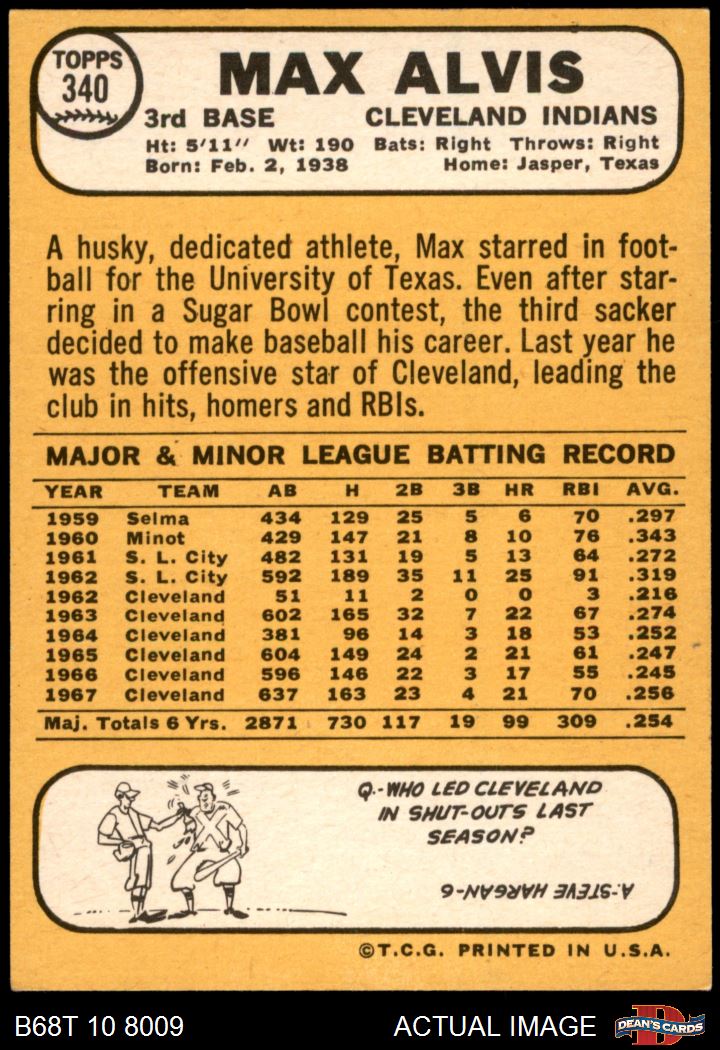 TOPPS
340
MAX ALVIS
3rd BASE CLEVELAND INDIANS
Ht: 5'11" Wt: 190 Bats: Right Throws: Right
Born: Feb. 2, 1938 Home: Jasper, Texas
A husky, dedicated athlete, Max starred in foot-
ball for the University of Texas. Even after star-
ring in a Sugar Bowl contest, the third sacker
decided to make baseball his career. Last year he
was the offensive star of Cleveland, leading the
club in hits, homers and RBIs.
MAJOR & MINOR LEAGUE BATTING RECORD
YEAR TEAM AB H 2B 3B HR RBI AVG.
1959 Selma 434 129 25 5 6 70 .297
1960 Minot 429 147 21 8 10 76 .343
1961 S. L. City 482 131 19 5 13 64 .272
1962 S. L. City 592 189 35 11 25 91 .319
1962 Cleveland 51 11 2 0 0 3 .216
1963 Cleveland 602 165 32 7 22 67 .274
1964 Cleveland 381 96 14 3 18 53 .252
1965 Cleveland 604 149 24 2 21 61 .247
1966 Cleveland 596 146 22 3 17 55 .245
1967 Cleveland 637 163 23 4 21 70 .256
Maj. Totals 6 Yrs. 2871 730 117 19 99 309 .254
Q.-WHO LED CLEVELAND
IN SHUT-OUTS LAST
SEASON?
A.-STEVE HARGAN-6
©T.C.G. PRINTED IN U.S.A.
B68T 10 8009 ACTUAL IMAGE
DEAN'S CARDS